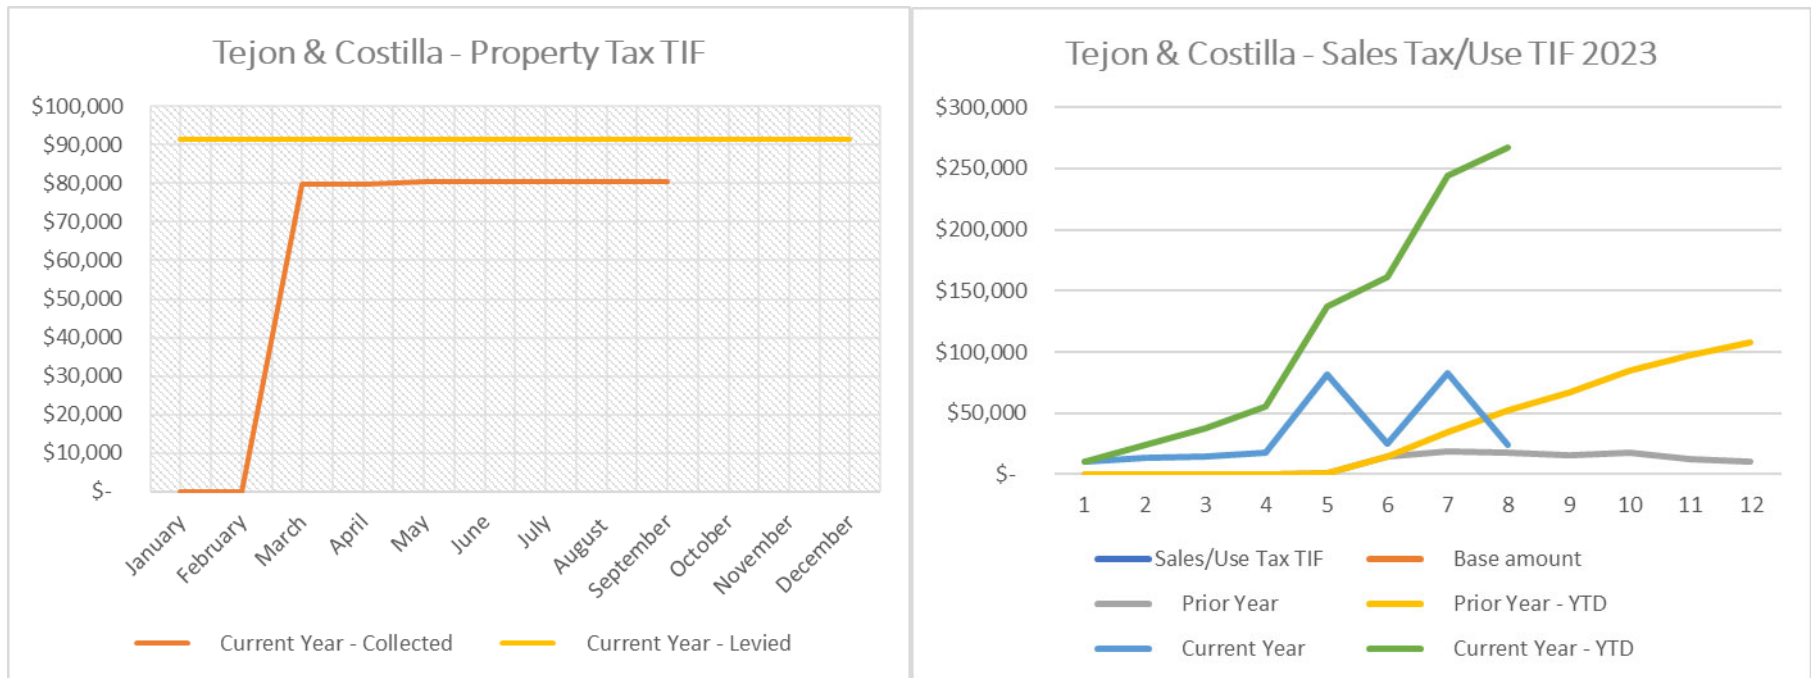 Tejon & Costilla - Property Tax TIF
$100,000
$90,000
$80,000
$70,000
$60,000
$50,000
$40,000
$30,000
$20,000
$10,000
$-
January
February
March
April
May
June
July
August
September
October
November
December
Current Year - Collected
Current Year - Levied
Tejon & Costilla - Sales Tax/Use TIF 2023
$300,000
$250,000
$200,000
$150,000
$100,000
$50,000
$-
1 2 3 4 5 6 7 8 9 10 11 12
Sales/Use Tax TIF
Base amount
Prior Year
Prior Year - YTD
Current Year
Current Year - YTD